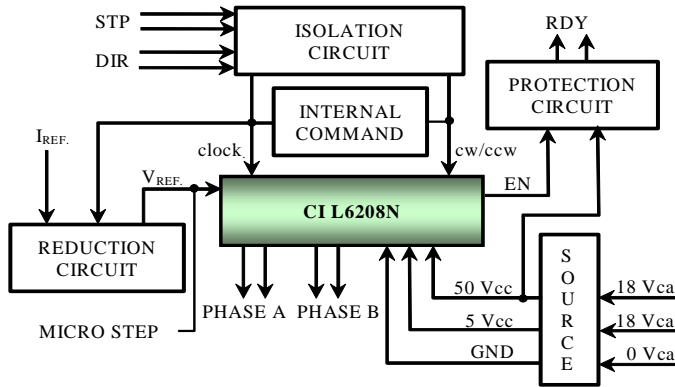 STP
DIR
ISOLATION
CIRCUIT
RDY
PROTECTION
CIRCUIT
INTERNAL
COMMAND
IREF.
clock
cw/ccw
VREF.
EN
CI L6208N
REDUCTION
CIRCUIT
PHASE A
PHASE B
MICRO STEP
50 Vcc
5 Vcc
GND
SOURCE
18 Vca
18 Vca
0 Vca